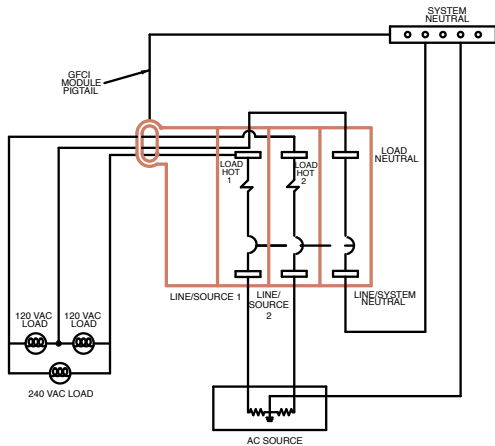 SYSTEM
NEUTRAL
GFCI
MODULE
PIGTAIL
LOAD
HOT
1
LOAD
HOT
2
LOAD
NEUTRAL
LINE/SOURCE 1
LINE/
SOURCE
2
LINE/SYSTEM
NEUTRAL
120 VAC
LOAD
120 VAC
LOAD
240 VAC LOAD
AC SOURCE